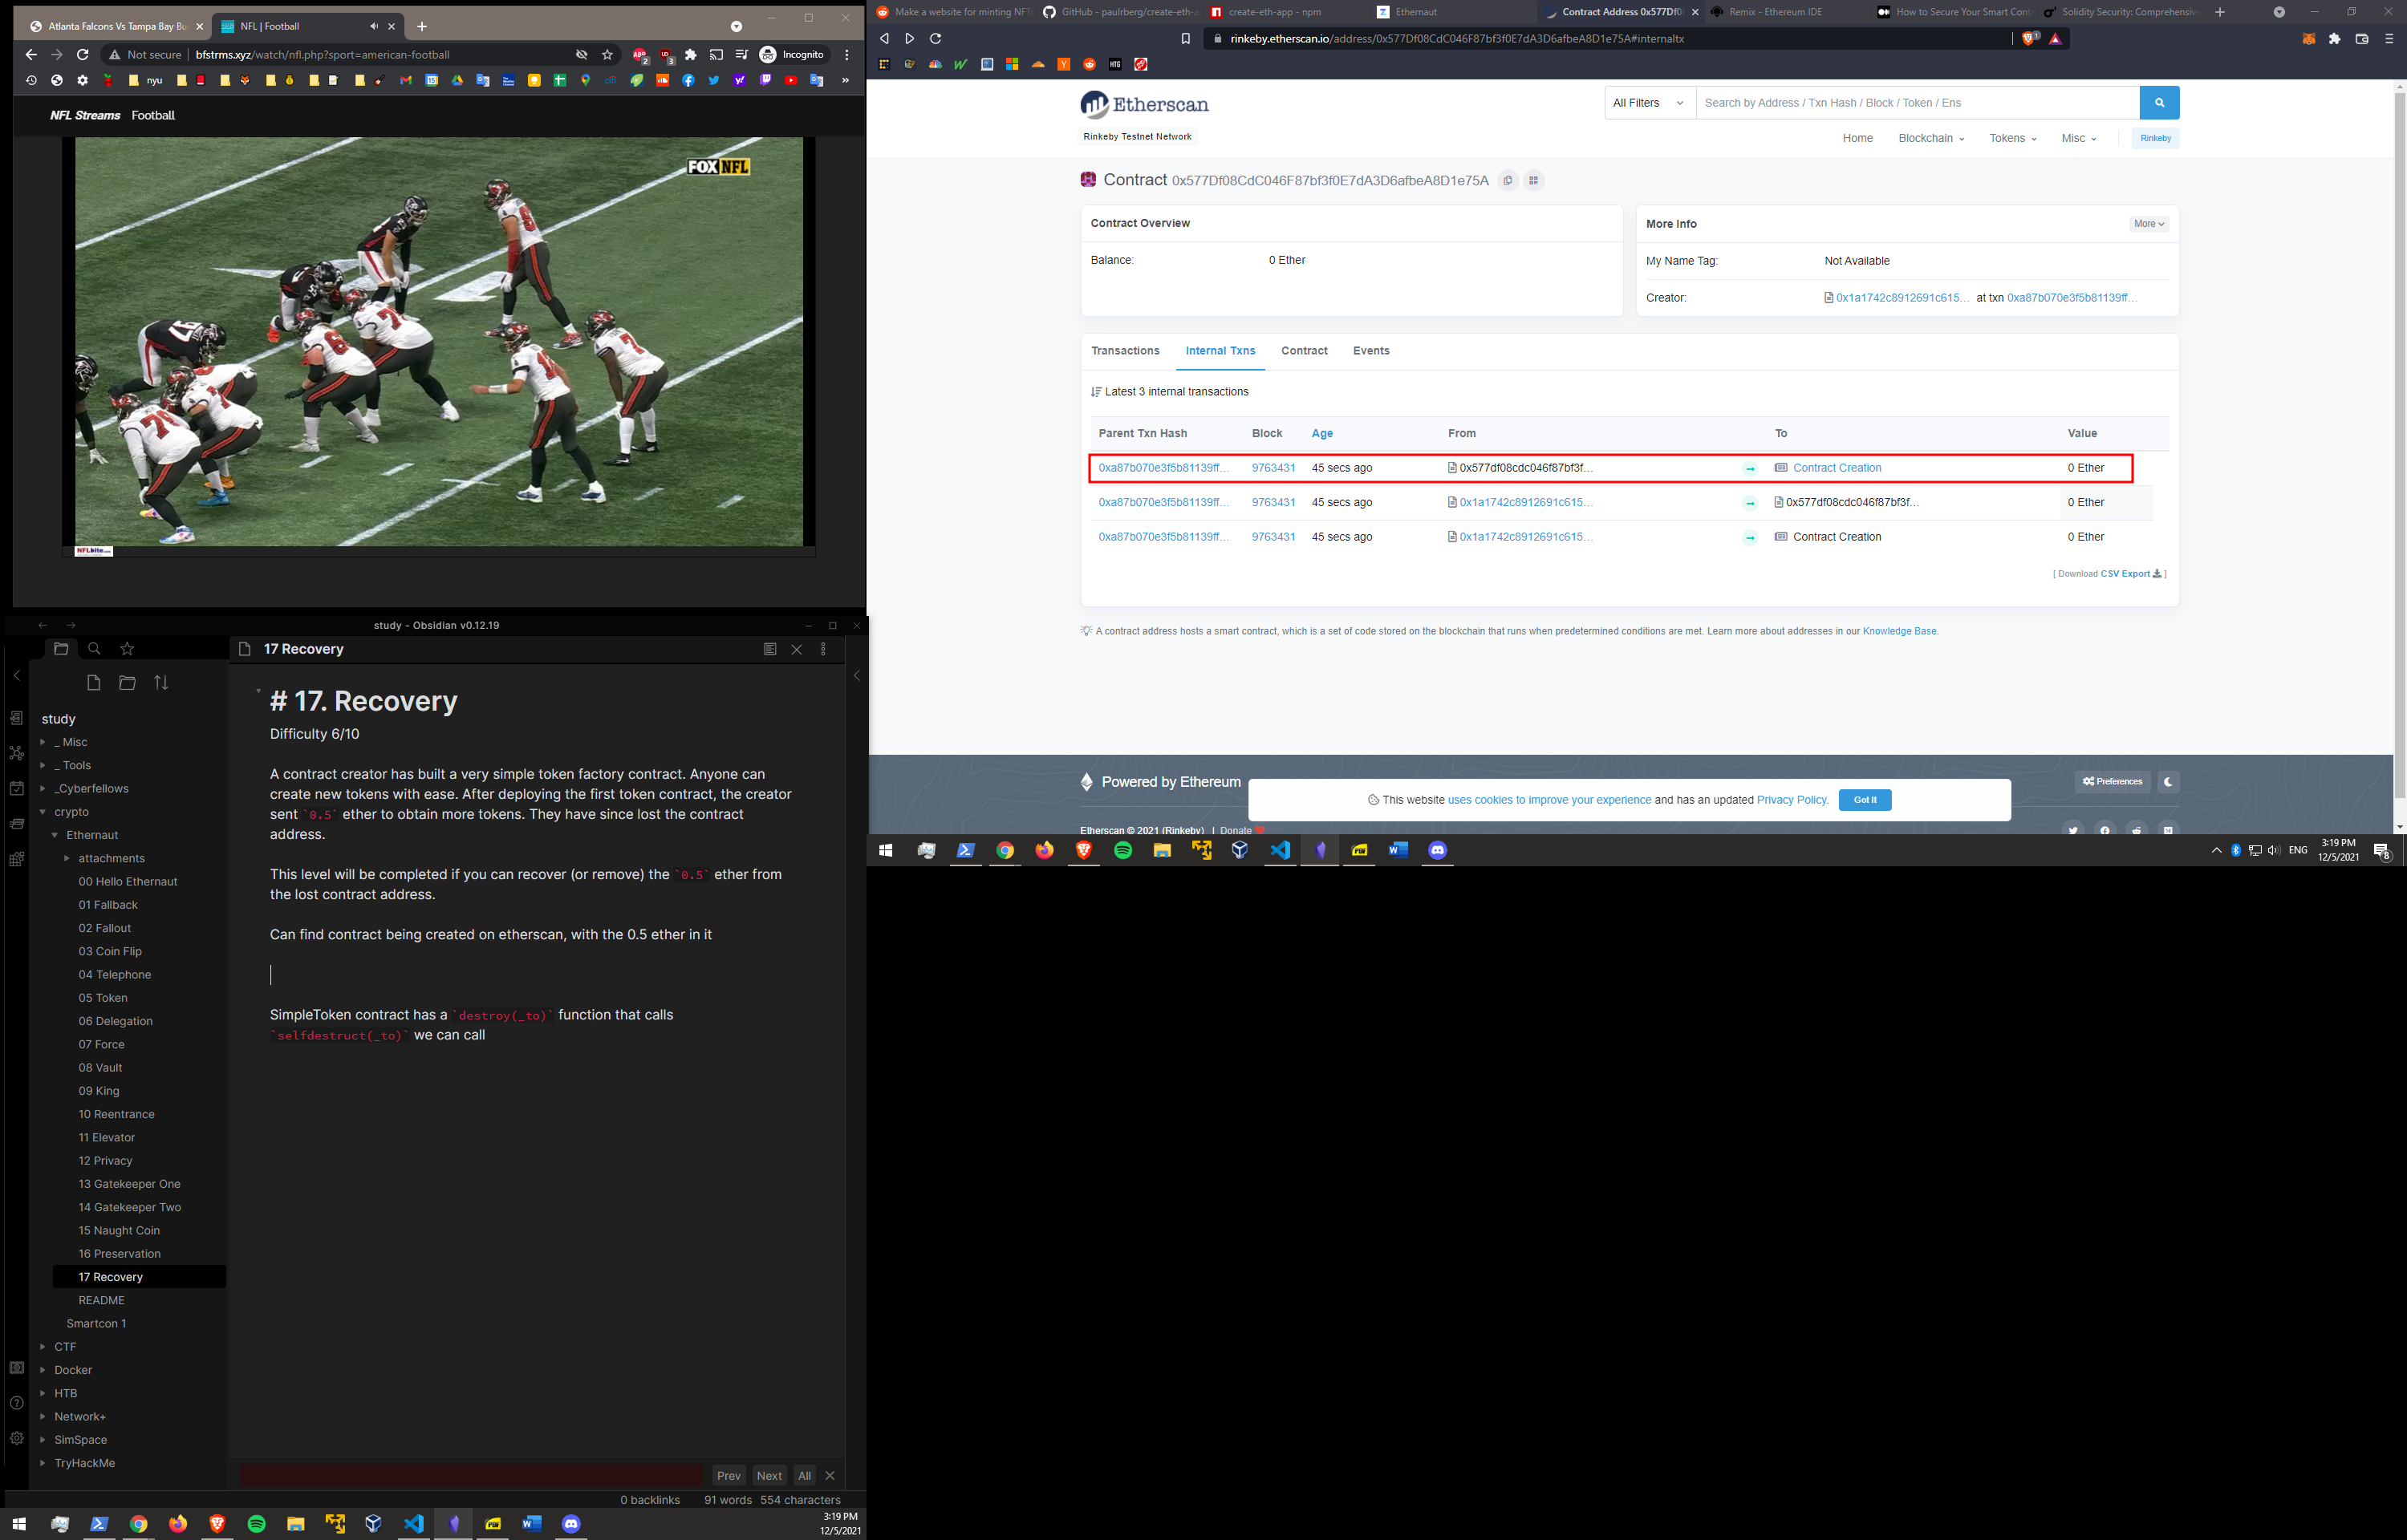 Atlanta Falcons Vs Tampa Bay Bu
NFL | Football
Not secure
bfstrms.xyz/watch/nfl.php?sport=american-football
Incognito
nyu
NFL Streams Football
FOX NFL
NFLbite.com
study - Obsidian v0.12.19
17 Recovery
study
_ Misc
_ Tools
_Cyberfellows
crypto
Ethernaut
attachments
00 Hello Ethernaut
01 Fallback
02 Fallout
03 Coin Flip
04 Telephone
05 Token
06 Delegation
07 Force
08 Vault
09 King
10 Reentrance
11 Elevator
12 Privacy
13 Gatekeeper One
14 Gatekeeper Two
15 Naught Coin
16 Preservation
17 Recovery
README
Smartcon 1
CTF
Docker
HTB
Network+
SimSpace
TryHackMe
# 17. Recovery
Difficulty 6/10
A contract creator has built a very simple token factory contract. Anyone can
create new tokens with ease. After deploying the first token contract, the creator
sent `0.5` ether to obtain more tokens. They have since lost the contract
address.
This level will be completed if you can recover (or remove) the `0.5` ether from
the lost contract address.
Can find contract being created on etherscan, with the 0.5 ether in it
SimpleToken contract has a `destroy(_to)` function that calls
`selfdestruct(_to)` we can call
Prev Next All
0 backlinks 91 words 554 characters
3:19 PM
12/5/2021
Make a website for minting NFT
GitHub - paulrberg/create-eth-a
create-eth-app - npm
Ethernaut
Contract Address 0x577Df08
Remix - Ethereum IDE
How to Secure Your Smart Cont
Solidity Security: Comprehensive
rinkeby.etherscan.io/address/0x577Df08CdC046F87bf3f0E7dA3D6afbeA8D1e75A#internaltx
Etherscan
Rinkeby Testnet Network
All Filters
Search by Address / Txn Hash / Block / Token / Ens
Home Blockchain Tokens Misc Rinkeby
Contract 0x577Df08CdC046F87bf3f0E7dA3D6afbeA8D1e75A
Contract Overview
Balance: 0 Ether
More Info
More
My Name Tag: Not Available
Creator: 0x1a1742c8912691c615... at txn 0xa87b070e3f5b81139ff...
Transactions Internal Txns Contract Events
Latest 3 internal transactions
Parent Txn Hash Block Age From To Value
0xa87b070e3f5b81139ff... 9763431 45 secs ago 0x577df08cdc046f87bf3f... Contract Creation 0 Ether
0xa87b070e3f5b81139ff... 9763431 45 secs ago 0x1a1742c8912691c615... 0x577df08cdc046f87bf3f... 0 Ether
0xa87b070e3f5b81139ff... 9763431 45 secs ago 0x1a1742c8912691c615... Contract Creation 0 Ether
[ Download CSV Export ]
A contract address hosts a smart contract, which is a set of code stored on the blockchain that runs when predetermined conditions are met. Learn more about addresses in our Knowledge Base.
Powered by Ethereum
Preferences
This website uses cookies to improve your experience and has an updated Privacy Policy.
Got It
Etherscan © 2021 (Rinkeby) | Donate
ENG
3:19 PM
12/5/2021
8